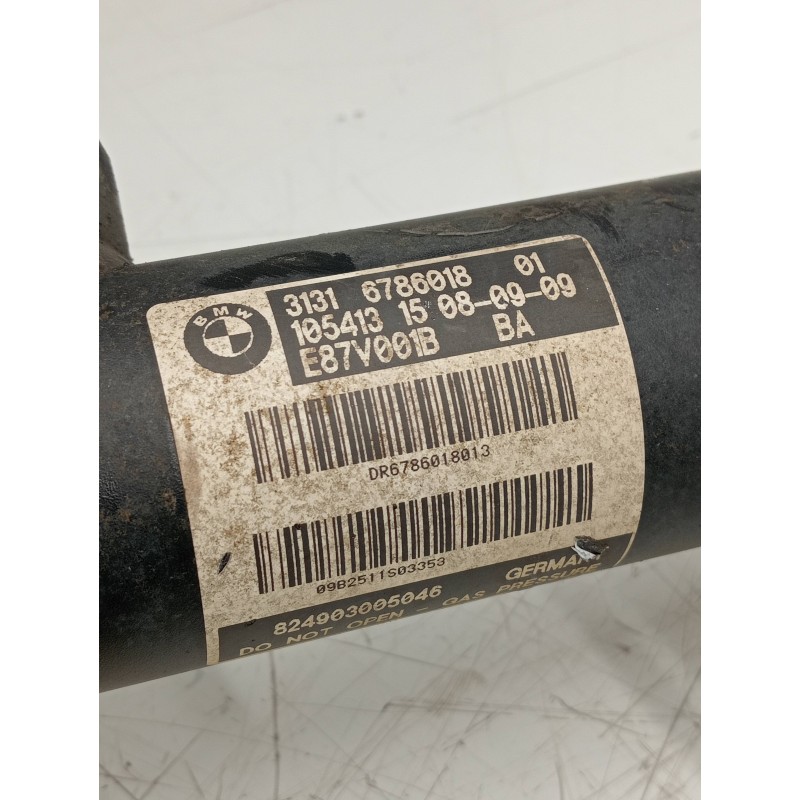 BMW
3131 6786018 01
105413 15 08-09-09
E87V001B BA
DR6786018013
09B2511S03353
824903005046 GERMANY
DO NOT OPEN - GAS PRESSURE